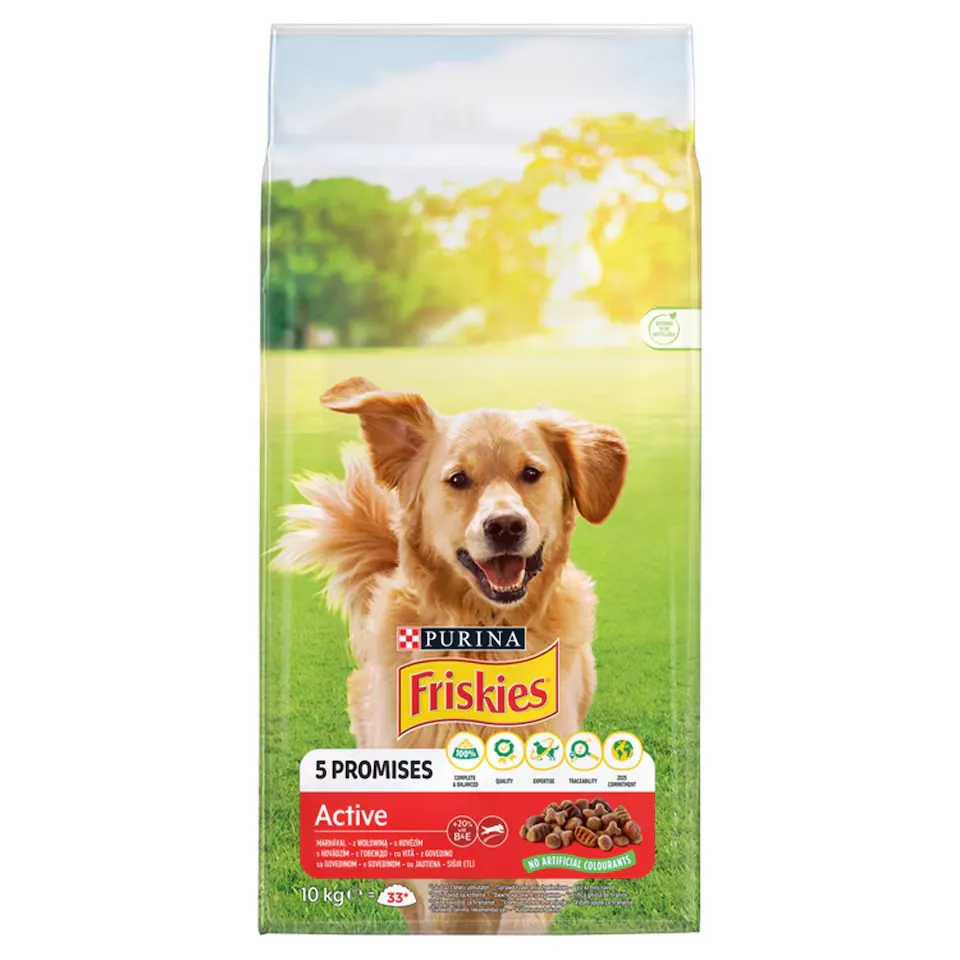 PURINA
Friskies
5 PROMISES
100%
COMPLETE & BALANCED
QUALITY
EXPERTISE
TRACEABILITY
2025 COMMITMENT
Active
+20% vit B&E
MARHÁVAL - z WOŁOWINĄ - s HOVĚZÍM
s HOVÄDZÍM - с ГОВЕЖДО - cu VITĂ - z GOVEDINO
sa GOVEDINOM - s GOVEDINOM - su JAUTIENA - SIĞIR ETLİ
NO ARTIFICIAL COLOURANTS
10 kg ℮ * = 33*